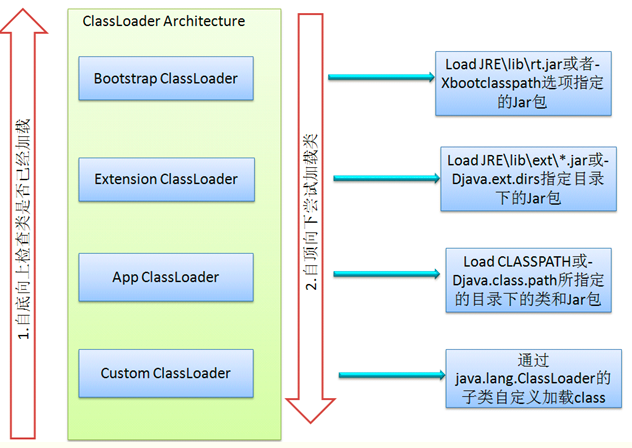 ClassLoader Architecture
1.自底向上检查类是否已经加载
2.自顶向下尝试加载类
Bootstrap ClassLoader
Load JRE\lib\rt.jar或者-
Xbootclasspath选项指定
的Jar包
Extension ClassLoader
Load JRE\lib\ext\*.jar或-
Djava.ext.dirs指定目录
下的Jar包
App ClassLoader
Load CLASSPATH或-
Djava.class.path所指定
的目录下的类和Jar包
Custom ClassLoader
通过
java.lang.ClassLoader的
子类自定义加载class